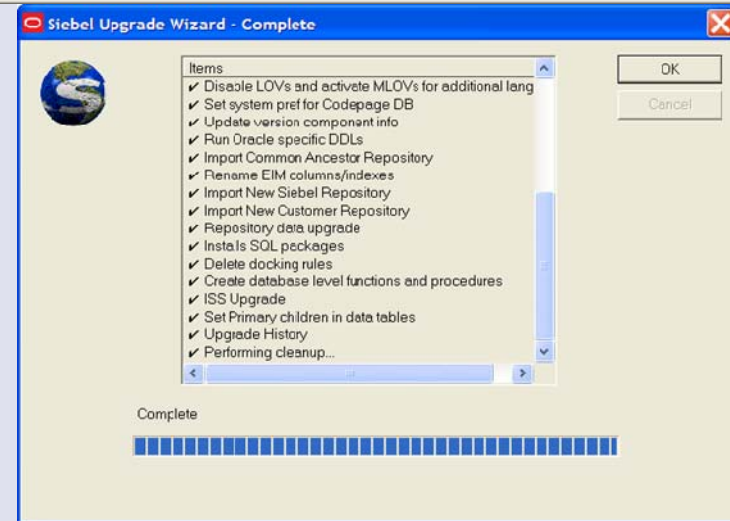 Siebel Upgrade Wizard - Complete
Items
✔ Disable LOVs and activate MLOVs for additional lang
✔ Set system pref for Codepage DB
✔ Update version component info
✔ Run Oracle specific DDLs
✔ Import Common Ancestor Repository
✔ Rename EIM columns/indexes
✔ Import New Siebel Repository
✔ Import New Customer Repository
✔ Repository data upgrade
✔ Installs SQL packages
✔ Delete docking rules
✔ Create database level functions and procedures
✔ ISS Upgrade
✔ Set Primary children in data tables
✔ Upgrade History
✔ Performing cleanup...
OK
Cancel
Complete